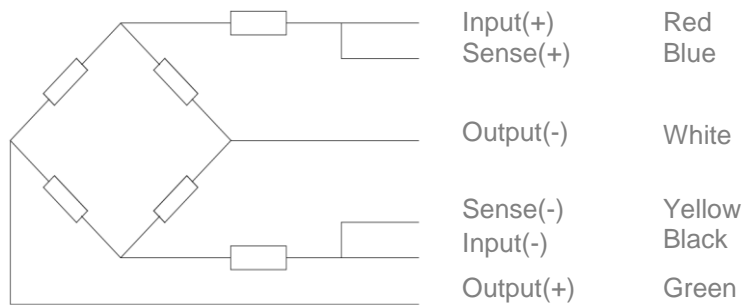 Input(+) Red
Sense(+) Blue
Output(-) White
Sense(-) Yellow
Input(-) Black
Output(+) Green